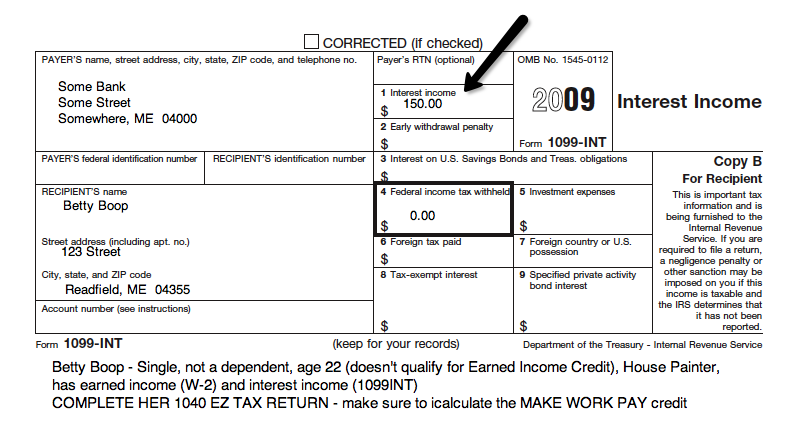 CORRECTED (if checked)
PAYER'S name, street address, city, state, ZIP code, and telephone no.
Some Bank
Some Street
Somewhere, ME 04000
Payer's RTN (optional)
1 Interest income
$ 150.00
2 Early withdrawal penalty
$
OMB No. 1545-0112
2009
Form 1099-INT
Interest Income
PAYER'S federal identification number
RECIPIENT'S identification number
3 Interest on U.S. Savings Bonds and Treas. obligations
$
Copy B
For Recipient
This is important tax
information and is
being furnished to the
Internal Revenue
Service. If you are
required to file a return,
a negligence penalty or
other sanction may be
imposed on you if this
income is taxable and
the IRS determines that
it has not been
reported.
RECIPIENT'S name
Betty Boop
4 Federal income tax withheld
$ 0.00
5 Investment expenses
$
Street address (including apt. no.)
123 Street
6 Foreign tax paid
$
7 Foreign country or U.S.
possession
City, state, and ZIP code
Readfield, ME 04355
8 Tax-exempt interest
$
9 Specified private activity
bond interest
$
Account number (see instructions)
Form 1099-INT
(keep for your records)
Department of the Treasury - Internal Revenue Service
Betty Boop - Single, not a dependent, age 22 (doesn't qualify for Earned Income Credit), House Painter,
has earned income (W-2) and interest income (1099INT)
COMPLETE HER 1040 EZ TAX RETURN - make sure to icalculate the MAKE WORK PAY credit